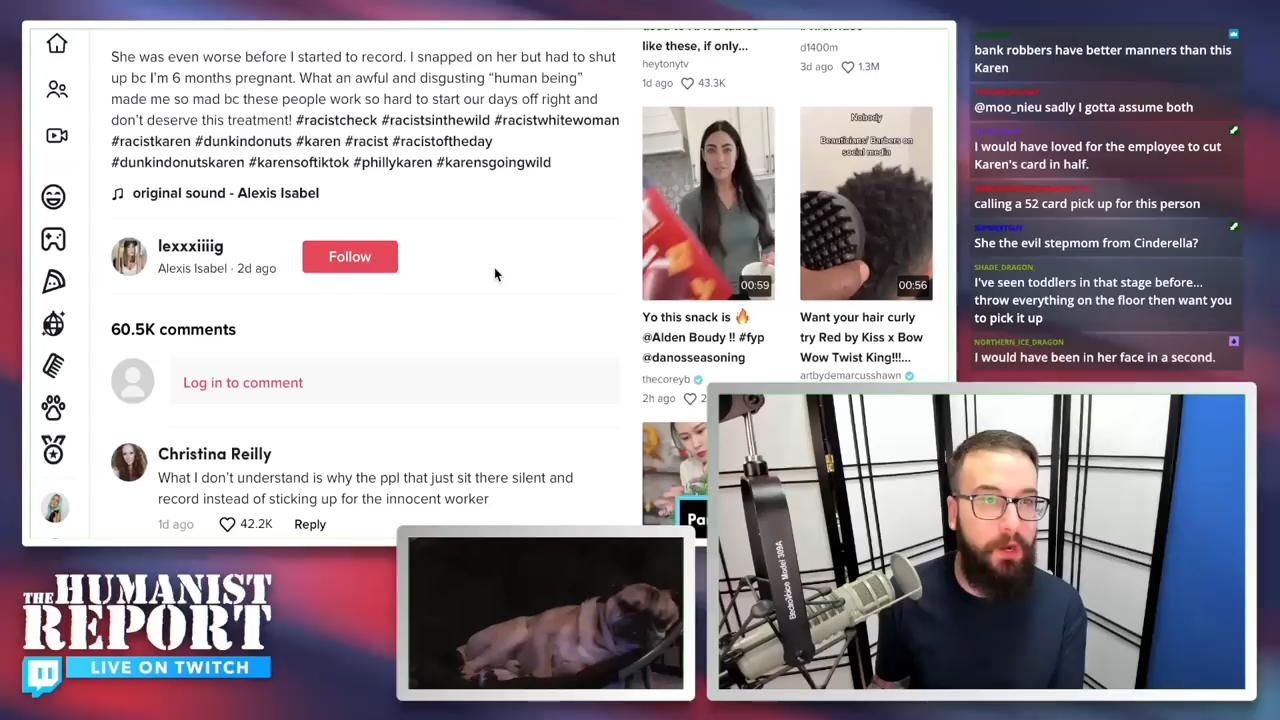 She was even worse before I started to record. I snapped on her but had to shut
up bc I'm 6 months pregnant. What an awful and disgusting “human being”
made me so mad bc these people work so hard to start our days off right and
don't deserve this treatment! #racistcheck #racistsinthewild #racistwhitewoman
#racistkaren #dunkindonuts #karen #racist #racistoftheday
#dunkindonutskaren #karensoftiktok #phillykaren #karensgoingwild
original sound - Alexis Isabel
lexxxiiiig
Alexis Isabel · 2d ago
Follow
60.5K comments
Log in to comment
Christina Reilly
What I don't understand is why the ppl that just sit there silent and
record instead of sticking up for the innocent worker
1d ago
42.2K
Reply
like these, if only...
heytonytv
1d ago
43.3K
d1400m
3d ago
1.3M
00:59
Yo this snack is 🔥
@Alden Boudy !! #fyp
@danosseasoning
thecoreyb
2h ago
Nobody
Beauticians/ Barbers on
social media
00:56
Want your hair curly
try Red by Kiss x Bow
Wow Twist King!!!...
artbydemarcusshawn
bank robbers have better manners than this
Karen
@moo_nieu sadly I gotta assume both
I would have loved for the employee to cut
Karen's card in half.
calling a 52 card pick up for this person
She the evil stepmom from Cinderella?
SHADE_DRAGON
I've seen toddlers in that stage before...
throw everything on the floor then want you
to pick it up
NORTHERN_ICE_DRAGON
I would have been in her face in a second.
THE HUMANIST
REPORT
LIVE ON TWITCH
ElectroVoice Model 309A